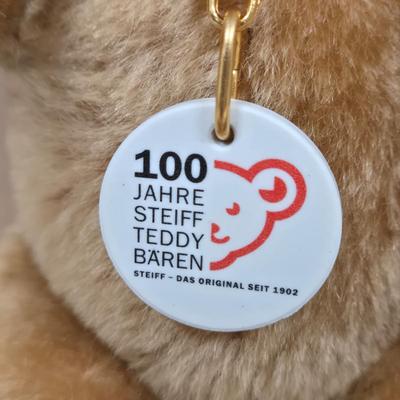 100
JAHRE
STEIFF
TEDDY
BÄREN
STEIFF – DAS ORIGINAL SEIT 1902